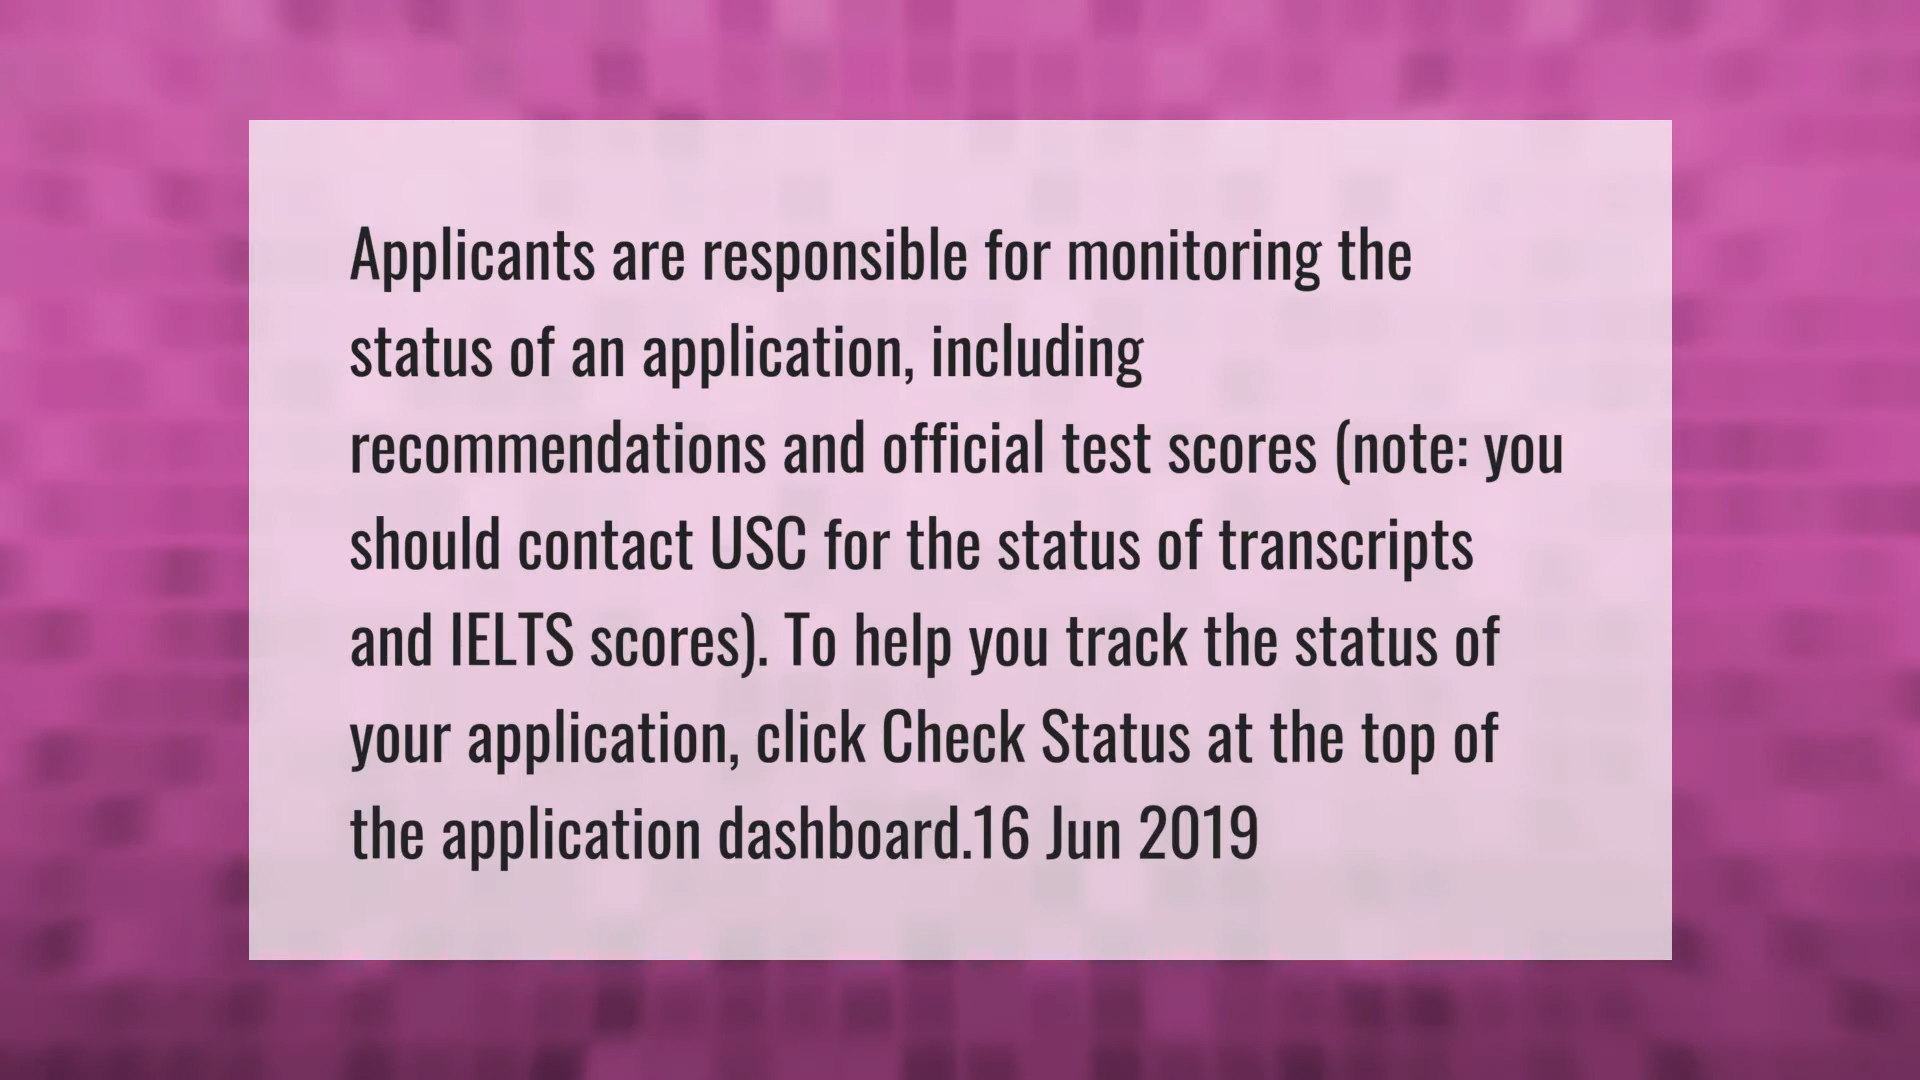 Applicants are responsible for monitoring the
status of an application, including
recommendations and official test scores (note: you
should contact USC for the status of transcripts
and IELTS scores). To help you track the status of
your application, click Check Status at the top of
the application dashboard.16 Jun 2019